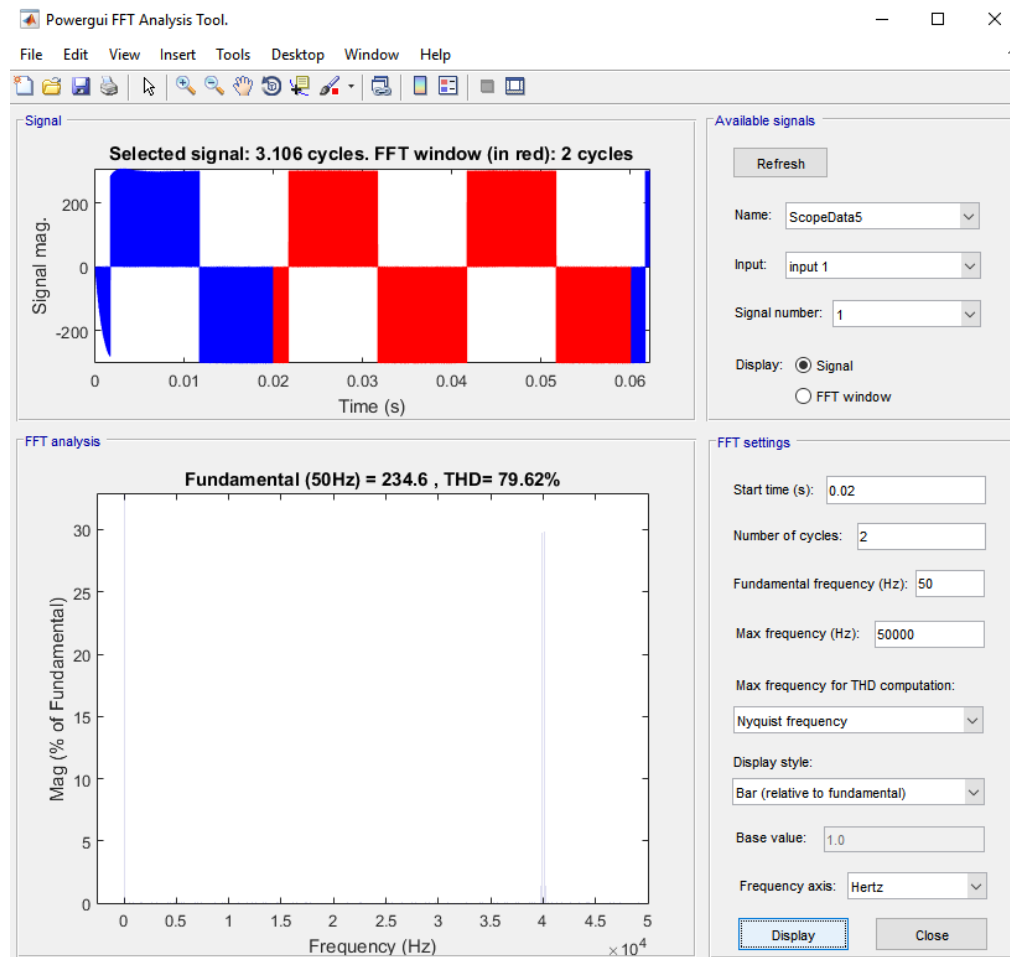 Powergui FFT Analysis Tool.
File Edit View Insert Tools Desktop Window Help
Signal
Selected signal: 3.106 cycles. FFT window (in red): 2 cycles
Signal mag.
200
0
-200
0 0.01 0.02 0.03 0.04 0.05 0.06
Time (s)
Available signals
Refresh
Name: ScopeData5
Input: input 1
Signal number: 1
Display: Signal
FFT window
FFT analysis
Fundamental (50Hz) = 234.6 , THD= 79.62%
Mag (% of Fundamental)
30
25
20
15
10
5
0
0 0.5 1 1.5 2 2.5 3 3.5 4 4.5 5
Frequency (Hz)
×10^4
FFT settings
Start time (s): 0.02
Number of cycles: 2
Fundamental frequency (Hz): 50
Max frequency (Hz): 50000
Max frequency for THD computation:
Nyquist frequency
Display style:
Bar (relative to fundamental)
Base value: 1.0
Frequency axis: Hertz
Display Close